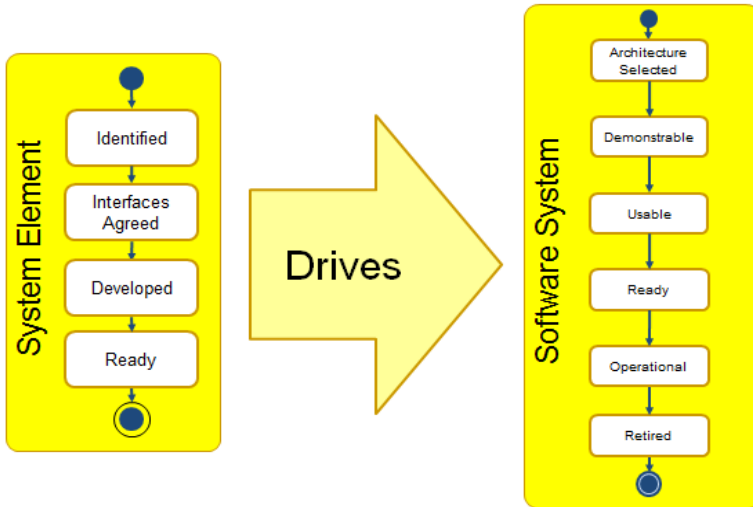 System Element
Identified
Interfaces
Agreed
Developed
Ready
Drives
Software System
Architecture
Selected
Demonstrable
Usable
Ready
Operational
Retired